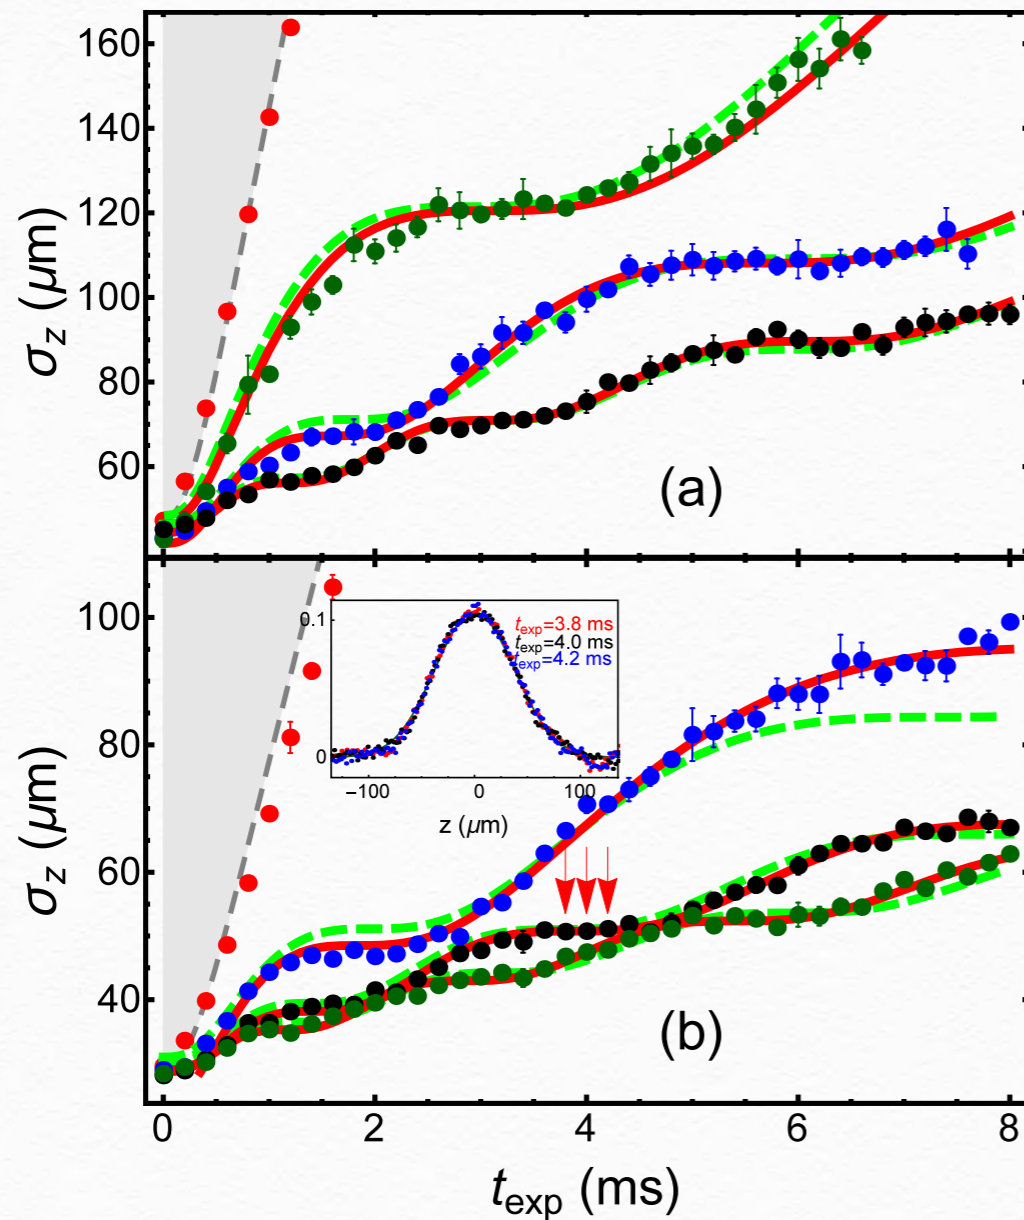 160
140
120
100
80
60
σz (μm)
(a)
100
80
60
40
σz (μm)
0.1
0
texp=3.8 ms
texp=4.0 ms
texp=4.2 ms
−100 0 100
z (μm)
(b)
0 2 4 6 8
texp (ms)